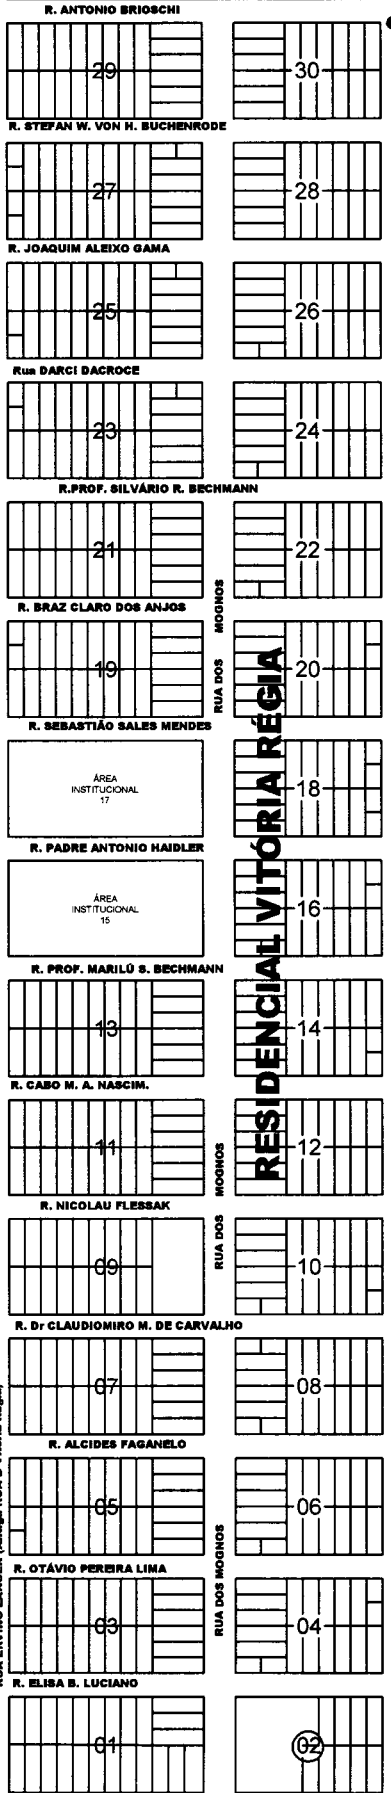 R. ANTONIO BRIOSCHI
29
30
R. STEFAN W. VON H. BUCHENRODE
27
28
R. JOAQUIM ALEIXO GAMA
25
26
Rua DARCI DACROCE
23
24
R.PROF. SILVÁRIO R. BECHMANN
21
22
R. BRAZ CLARO DOS ANJOS
RUA DOS MOGNOS
19
20
R. SEBASTIÃO SALES MENDES
RESIDENCIAL VITÓRIA RÉGIA
ÁREA
INSTITUCIONAL
17
18
R. PADRE ANTONIO HAIDLER
ÁREA
INSTITUCIONAL
15
16
R. PROF. MARILÚ S. BECHMANN
13
14
R. CABO M. A. NASCIM.
11
12
R. NICOLAU FLESSAK
RUA DOS MOGNOS
09
10
R. Dr CLAUDIOMIRO M. DE CARVALHO
07
08
R. ALCIDES FAGANELO
05
06
RUA DOS MOGNOS
R. OTÁVIO PEREIRA LIMA
03
04
R. ELISA B. LUCIANO
01
02